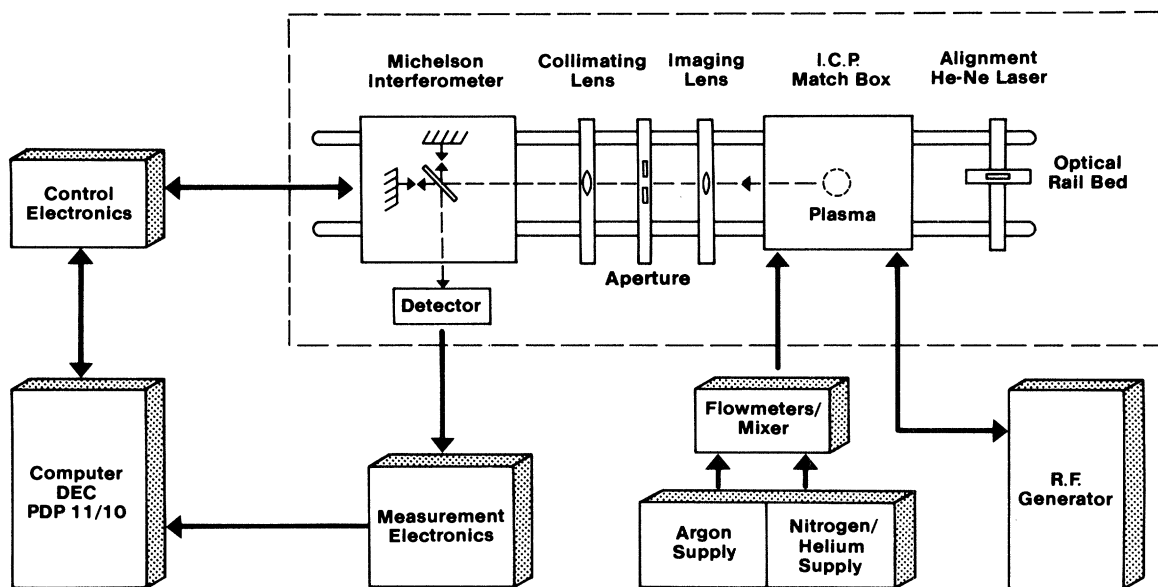 Michelson
Interferometer
Collimating
Lens
Imaging
Lens
I.C.P.
Match Box
Alignment
He-Ne Laser
Optical
Rail Bed
Plasma
Aperture
Detector
Control
Electronics
Computer
DEC
PDP 11/10
Measurement
Electronics
Flowmeters/
Mixer
Argon
Supply
Nitrogen/
Helium
Supply
R.F.
Generator